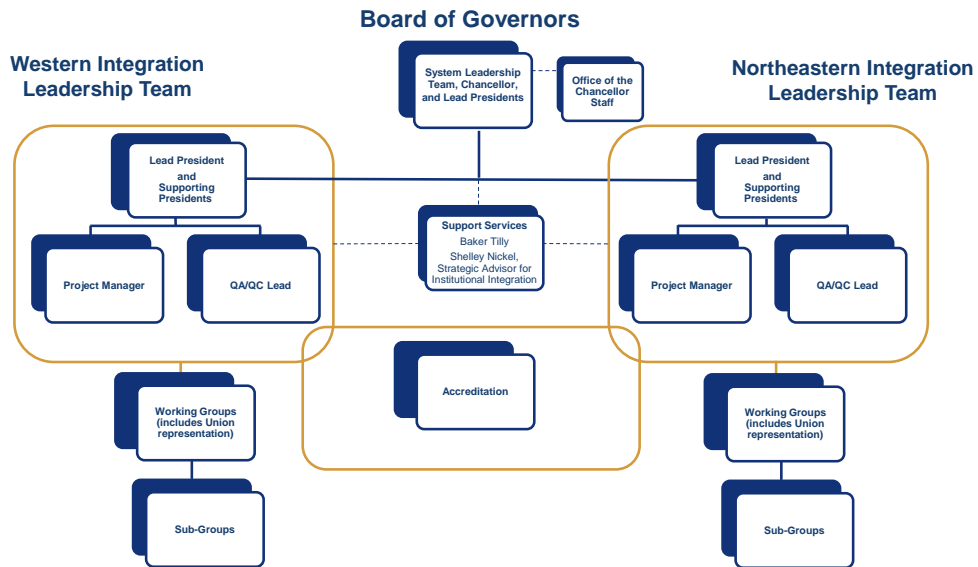 Board of Governors
Western Integration
Leadership Team
Northeastern Integration
Leadership Team
System Leadership
Team, Chancellor,
and Lead Presidents
Office of the
Chancellor
Staff
Lead President
and
Supporting
Presidents
Project Manager
QA/QC Lead
Support Services
Baker Tilly
Shelley Nickel,
Strategic Advisor for
Institutional Integration
Lead President
and
Supporting
Presidents
Project Manager
QA/QC Lead
Accreditation
Working Groups
(includes Union
representation)
Sub-Groups
Working Groups
(includes Union
representation)
Sub-Groups